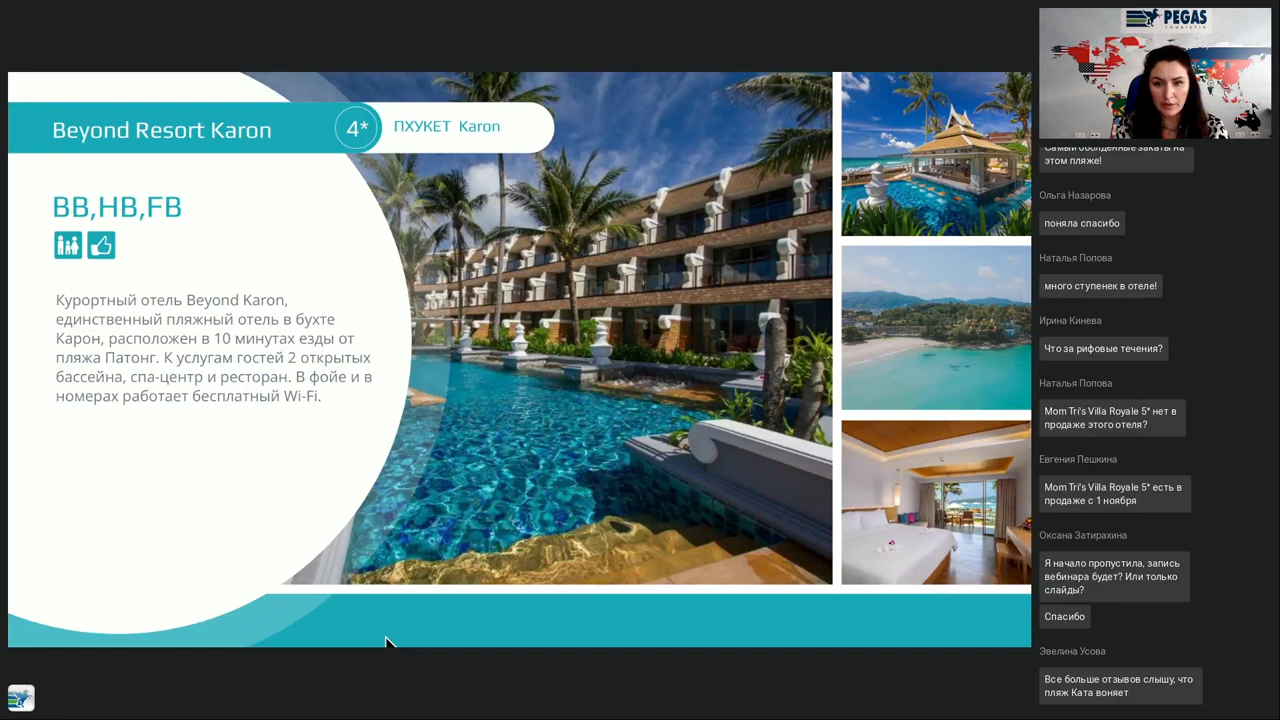 Beyond Resort Karon
4*
ПХУКЕТ Karon
BB,HB,FB
Курортный отель Beyond Karon,
единственный пляжный отель в бухте
Карон, расположен в 10 минутах езды от
пляжа Патонг. К услугам гостей 2 открытых
бассейна, спа-центр и ресторан. В фойе и в
номерах работает бесплатный Wi-Fi.
PEGAS
TOURISTIK
Самый обалденные закаты на
этом пляже!
Ольга Назарова
поняла спасибо
Наталья Попова
много ступенек в отеле!
Ирина Кинева
Что за рифовые течения?
Наталья Попова
Mom Tri's Villa Royale 5* нет в
продаже этого отеля?
Евгения Пешкина
Mom Tri's Villa Royale 5* есть в
продаже с 1 ноября
Оксана Затирахина
Я начало пропустила, запись
вебинара будет? Или только
слайды?
Спасибо
Эвелина Усова
Все больше отзывов слышу, что
пляж Ката воняет